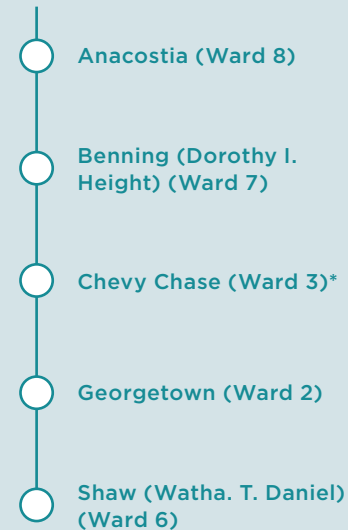 Anacostia (Ward 8)
Benning (Dorothy I.
Height) (Ward 7)
Chevy Chase (Ward 3)*
Georgetown (Ward 2)
Shaw (Watha. T. Daniel)
(Ward 6)